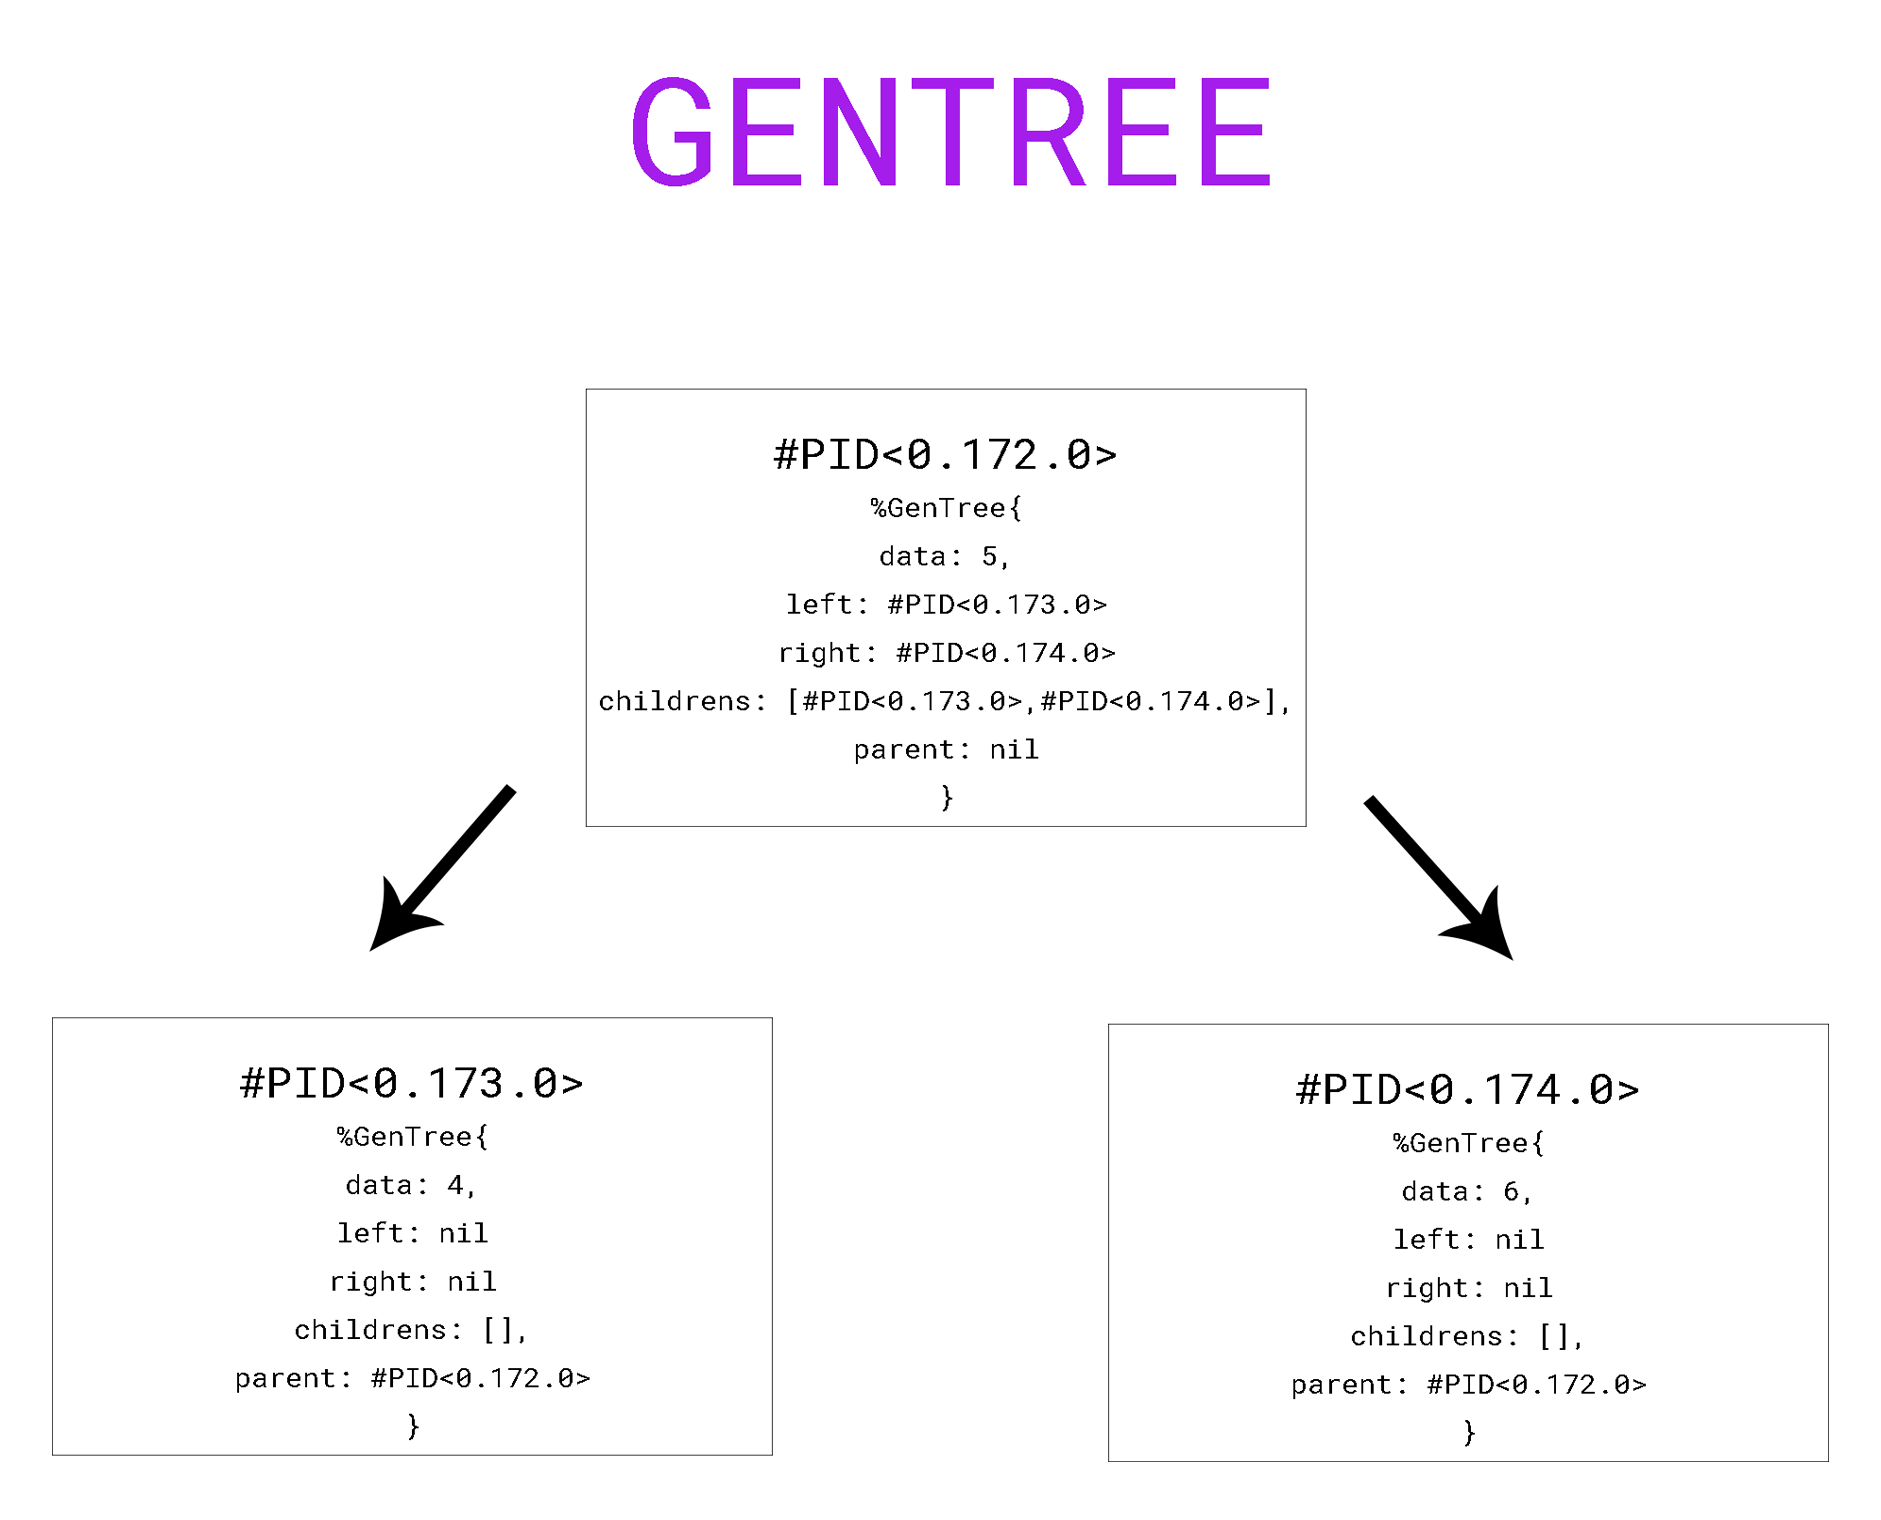 GENTREE
#PID<0.172.0>
%GenTree{
data: 5,
left: #PID<0.173.0>
right: #PID<0.174.0>
childrens: [#PID<0.173.0>,#PID<0.174.0>],
parent: nil
}
#PID<0.173.0>
%GenTree{
data: 4,
left: nil
right: nil
childrens: [],
parent: #PID<0.172.0>
}
#PID<0.174.0>
%GenTree{
data: 6,
left: nil
right: nil
childrens: [],
parent: #PID<0.172.0>
}